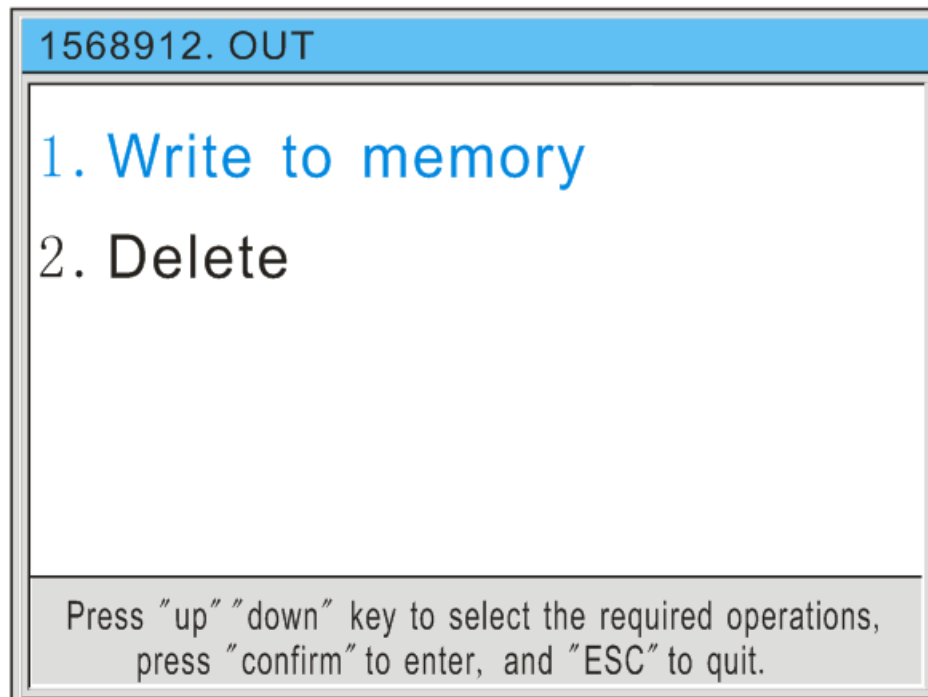 1568912. OUT
1. Write to memory
2. Delete
Press "up" "down" key to select the required operations,
press "confirm" to enter, and "ESC" to quit.